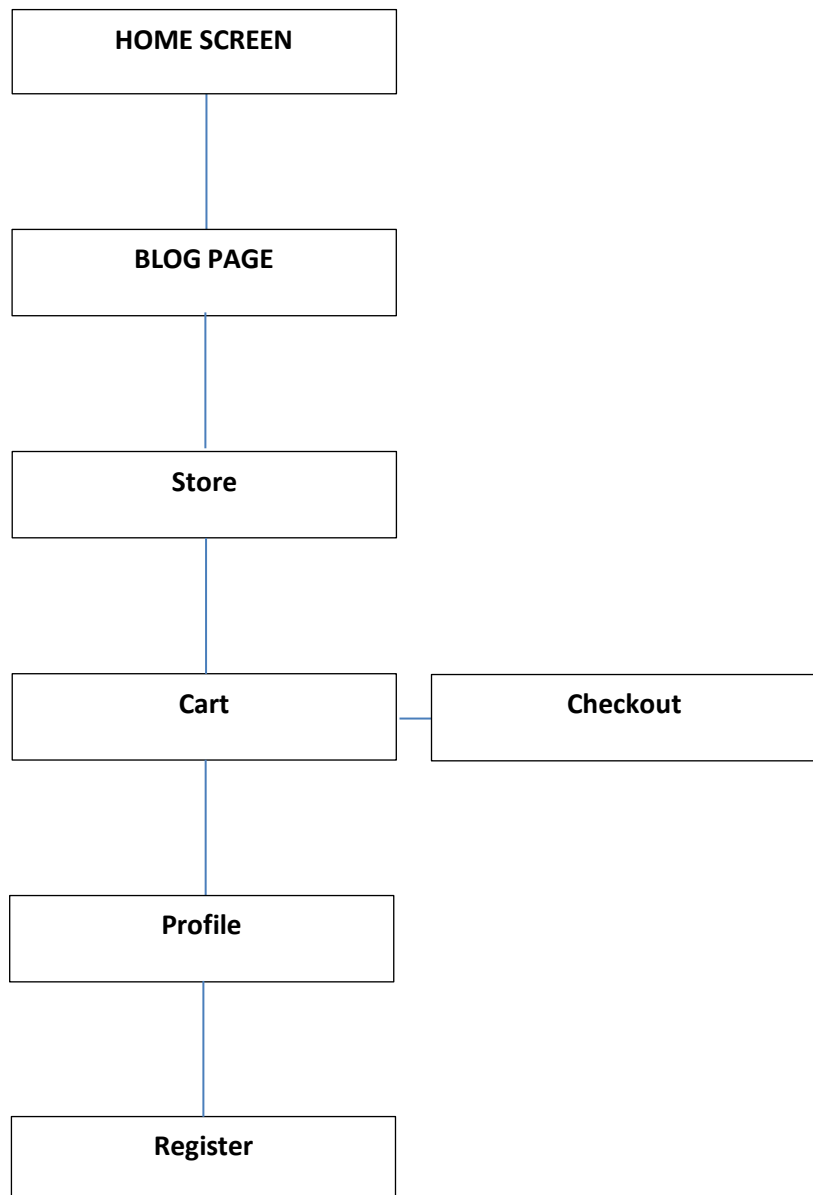 HOME SCREEN
BLOG PAGE
Store
Cart
Checkout
Profile
Register